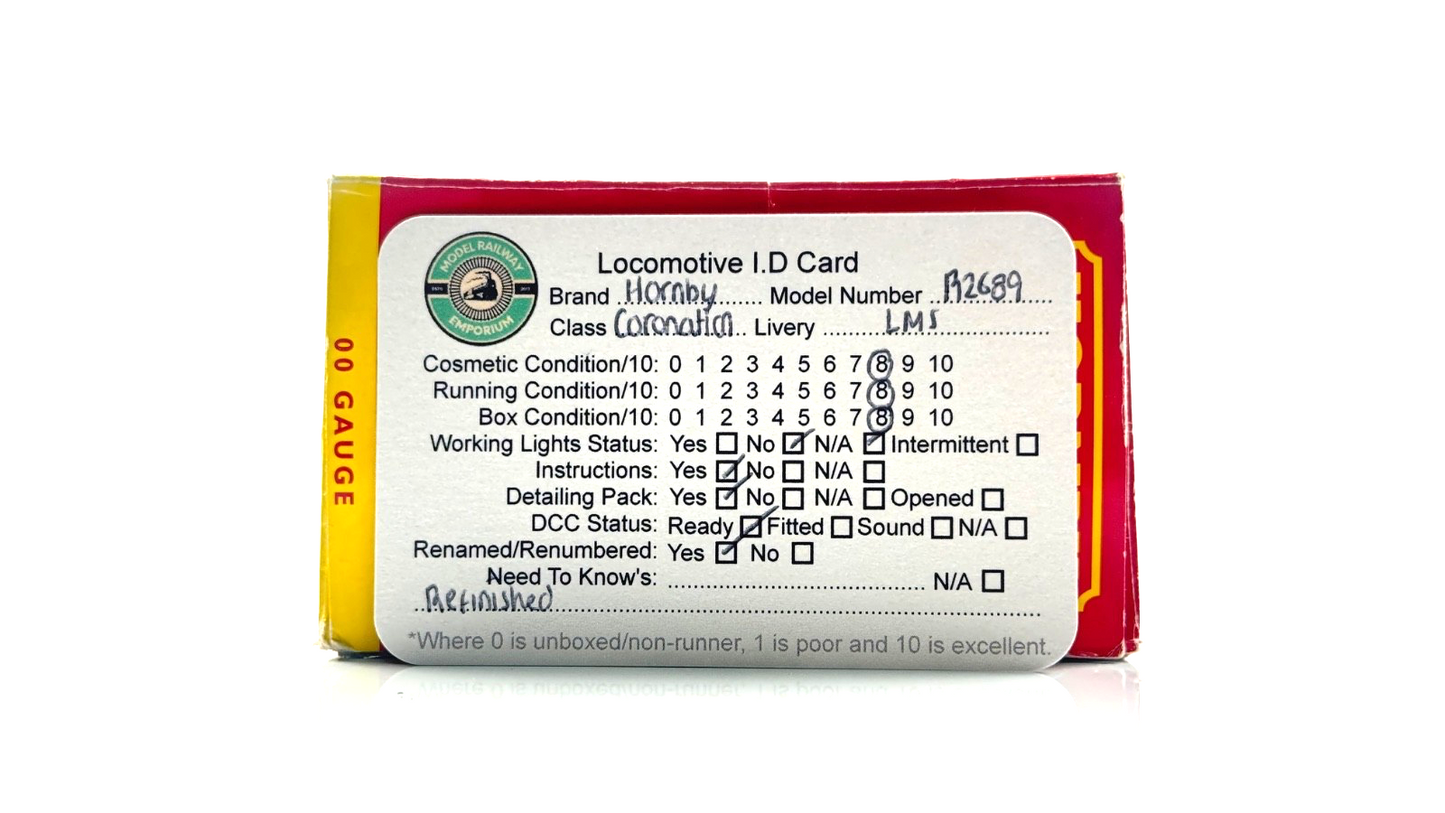 MODEL RAILWAY
EMPORIUM
Locomotive I.D Card
Brand Hornby Model Number R2689
Class Coronation Livery LMS
Cosmetic Condition/10: 0 1 2 3 4 5 6 7 8 9 10
Running Condition/10: 0 1 2 3 4 5 6 7 8 9 10
Box Condition/10: 0 1 2 3 4 5 6 7 8 9 10
Working Lights Status: Yes No N/A Intermittent
Instructions: Yes No N/A
Detailing Pack: Yes No N/A Opened
DCC Status: Ready Fitted Sound N/A
Renamed/Renumbered: Yes No
Need To Know's: N/A
Refinished
*Where 0 is unboxed/non-runner, 1 is poor and 10 is excellent.
00 GAUGE